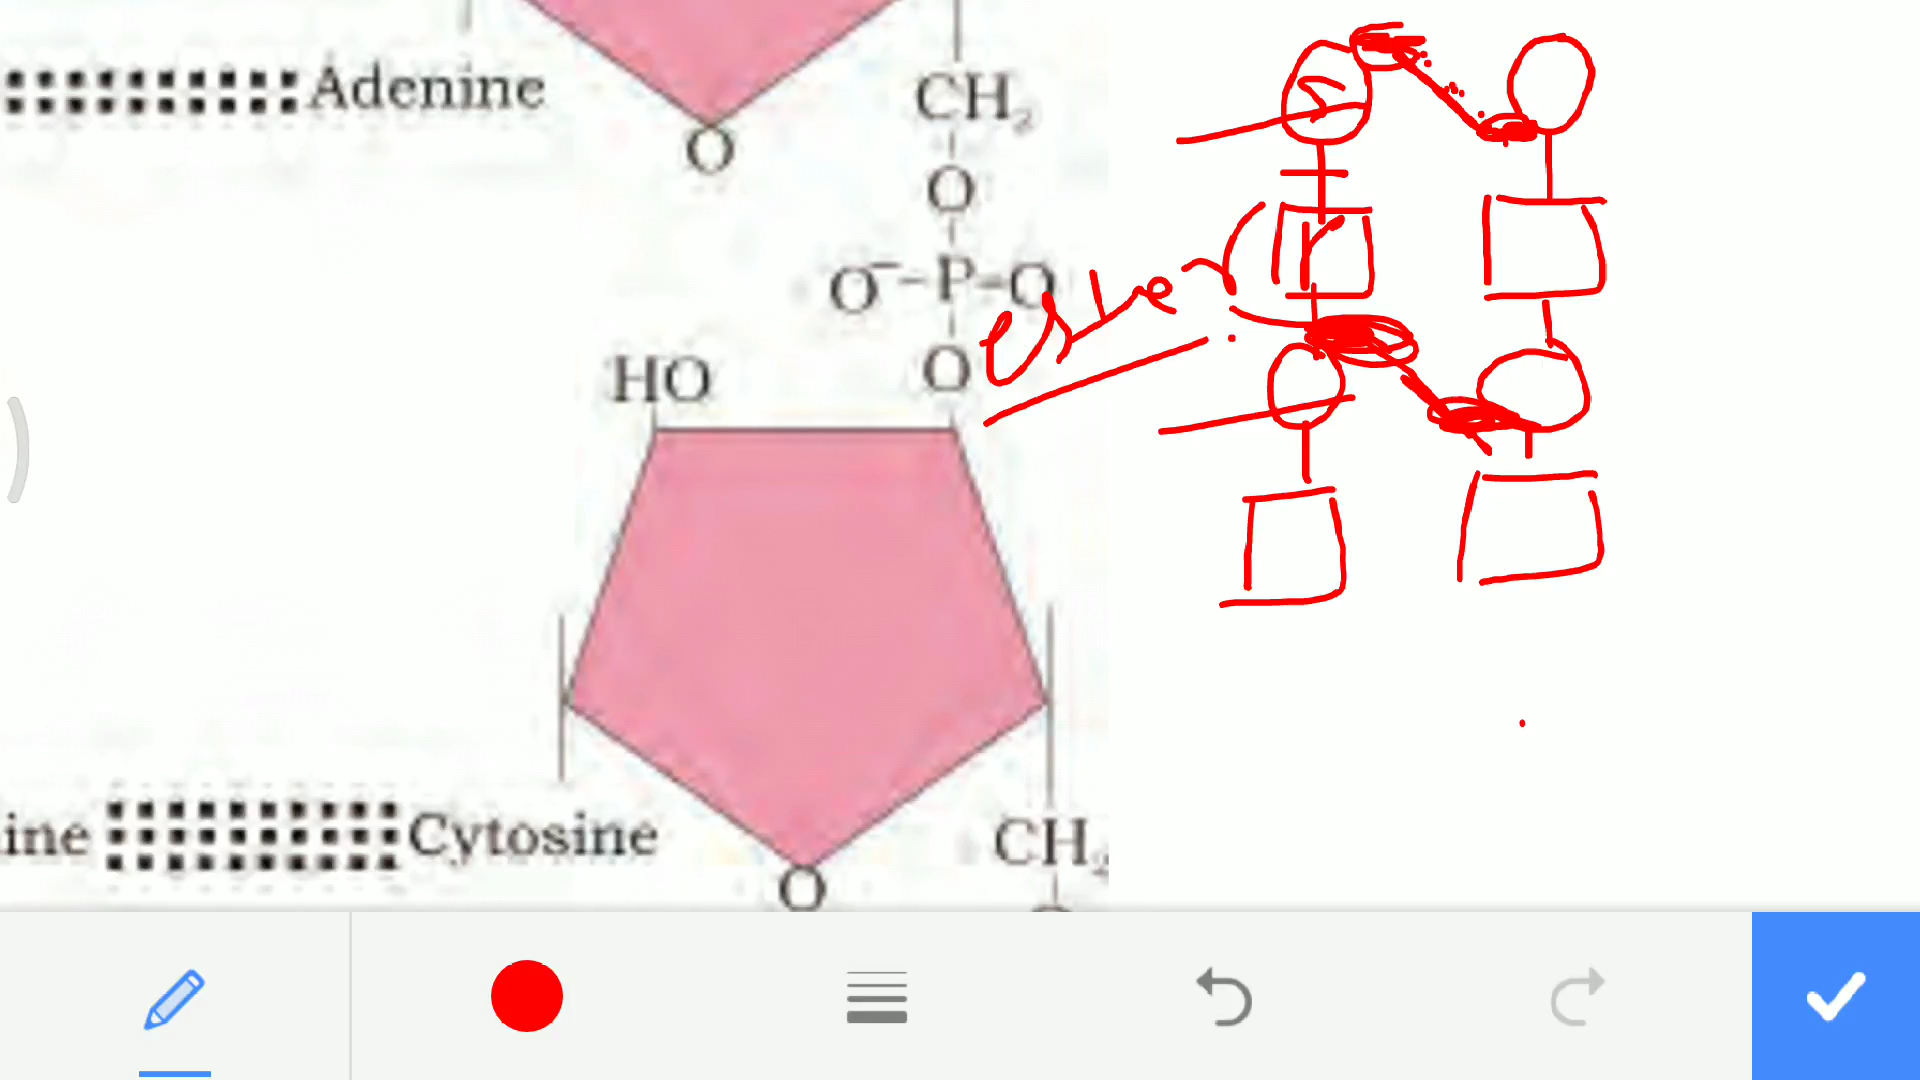 Adenine
O
CH2
O
O⁻-P=O
O
HO
ester
S
P
ine
Cytosine
O
CH2